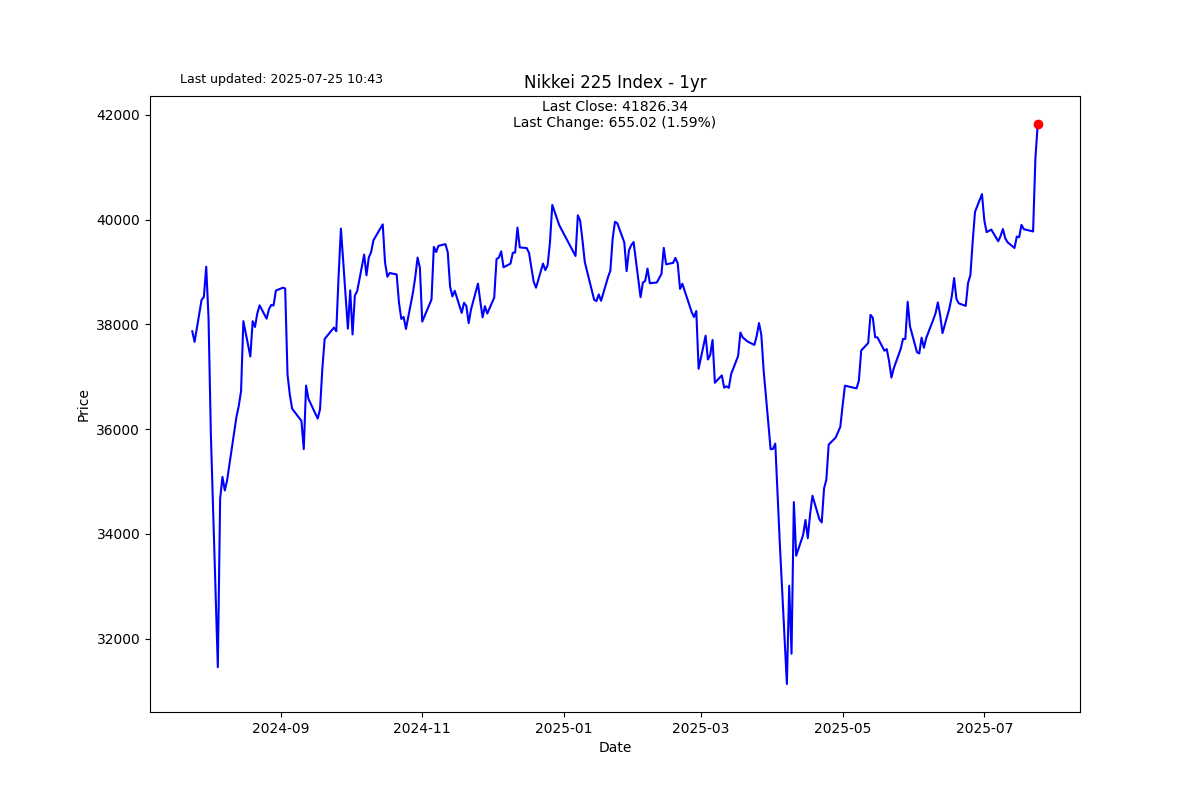 Last updated: 2025-07-25 10:43
Nikkei 225 Index - 1yr
Last Close: 41826.34
Last Change: 655.02 (1.59%)
42000
40000
38000
36000
34000
32000
Price
2024-09
2024-11
2025-01
2025-03
2025-05
2025-07
Date